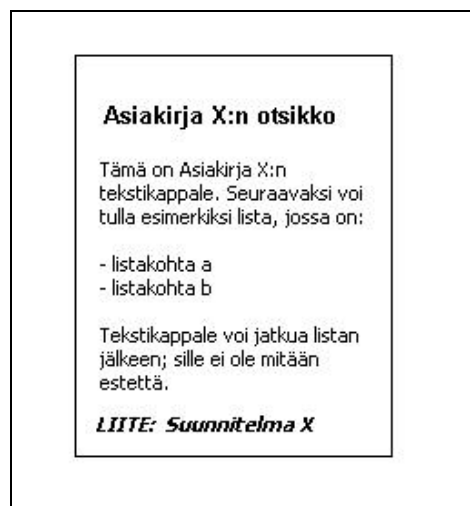 Asiakirja X:n otsikko
Tämä on Asiakirja X:n
tekstikappale. Seuraavaksi voi
tulla esimerkiksi lista, jossa on:
- listakohta a
- listakohta b
Tekstikappale voi jatkua listan
jälkeen; sille ei ole mitään
estettä.
LIITE: Suunnitelma X